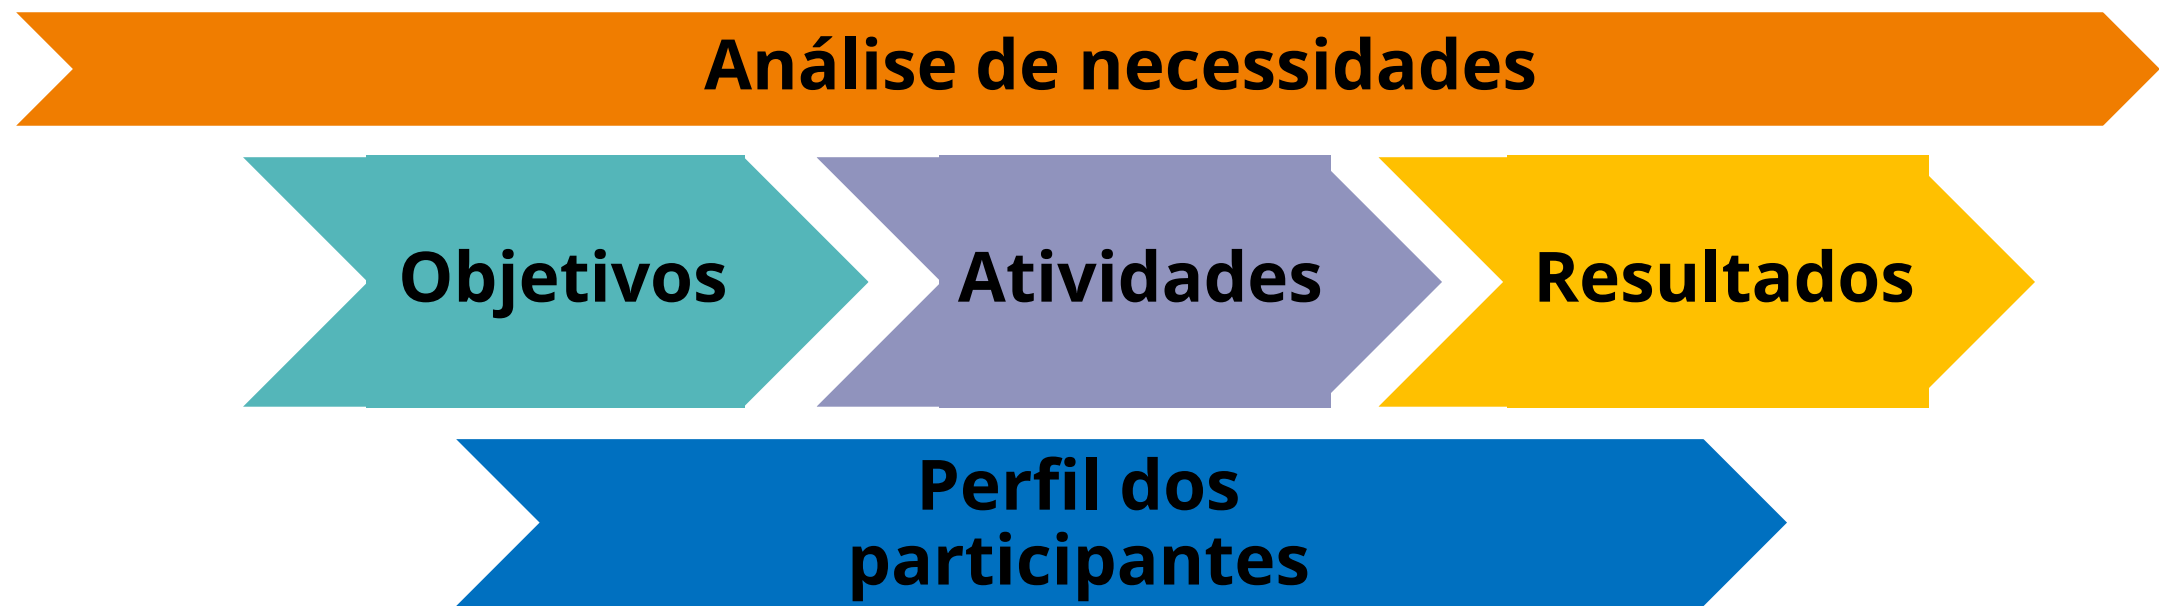 Análise de necessidades
Objetivos
Atividades
Resultados
Perfil dos
participantes